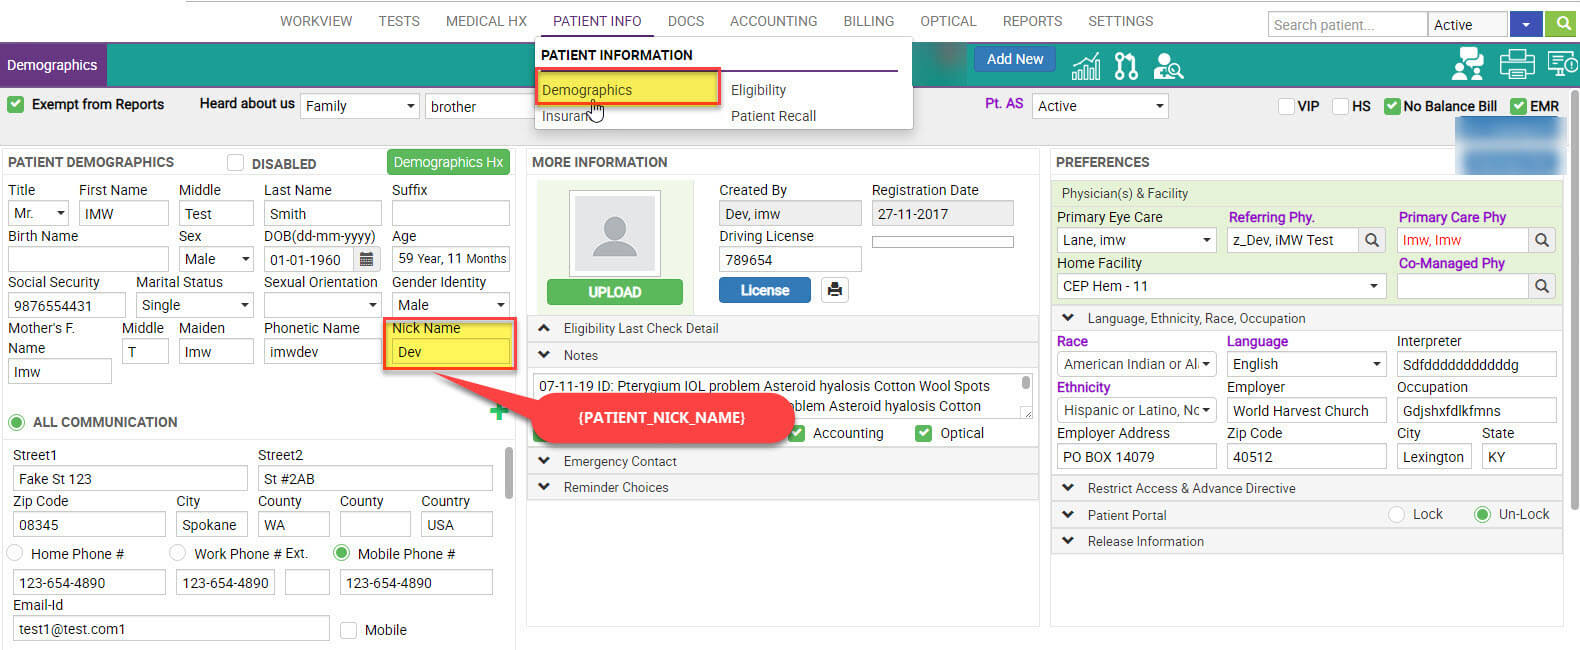 WORKVIEW TESTS MEDICAL HX PATIENT INFO DOCS ACCOUNTING BILLING OPTICAL REPORTS SETTINGS Search patient... Active
PATIENT INFORMATION
Demographics Eligibility
Insuran Patient Recall
Demographics Add New
Exempt from Reports Heard about us Family brother Pt. AS Active VIP HS No Balance Bill EMR
PATIENT DEMOGRAPHICS DISABLED Demographics Hx
Title First Name Middle Last Name Suffix
Mr. IMW Test Smith
Birth Name Sex DOB(dd-mm-yyyy) Age
Male 01-01-1960 59 Year, 11 Months
Social Security Marital Status Sexual Orientation Gender Identity
9876554431 Single Male
Mother's F. Name Middle Maiden Phonetic Name Nick Name
Imw T Imw imwdev Dev
{PATIENT_NICK_NAME}
ALL COMMUNICATION
Street1 Street2
Fake St 123 St #2AB
Zip Code City County County Country
08345 Spokane WA USA
Home Phone # Work Phone # Ext. Mobile Phone #
123-654-4890 123-654-4890 123-654-4890
Email-Id
test1@test.com1 Mobile
MORE INFORMATION
Created By Registration Date
Dev, imw 27-11-2017
Driving License
789654
UPLOAD License
Eligibility Last Check Detail
Notes
07-11-19 ID: Pterygium IOL problem Asteroid hyalosis Cotton Wool Spots
blem Asteroid hyalosis Cotton
Accounting Optical
Emergency Contact
Reminder Choices
PREFERENCES
Physician(s) & Facility
Primary Eye Care Referring Phy. Primary Care Phy
Lane, imw z_Dev, iMW Test Imw, Imw
Home Facility Co-Managed Phy
CEP Hem - 11
Language, Ethnicity, Race, Occupation
Race Language Interpreter
American Indian or Al English Sdfddddddddddg
Ethnicity Employer Occupation
Hispanic or Latino, Nc World Harvest Church Gdjshxfdlkfmns
Employer Address Zip Code City State
PO BOX 14079 40512 Lexington KY
Restrict Access & Advance Directive
Patient Portal Lock Un-Lock
Release Information